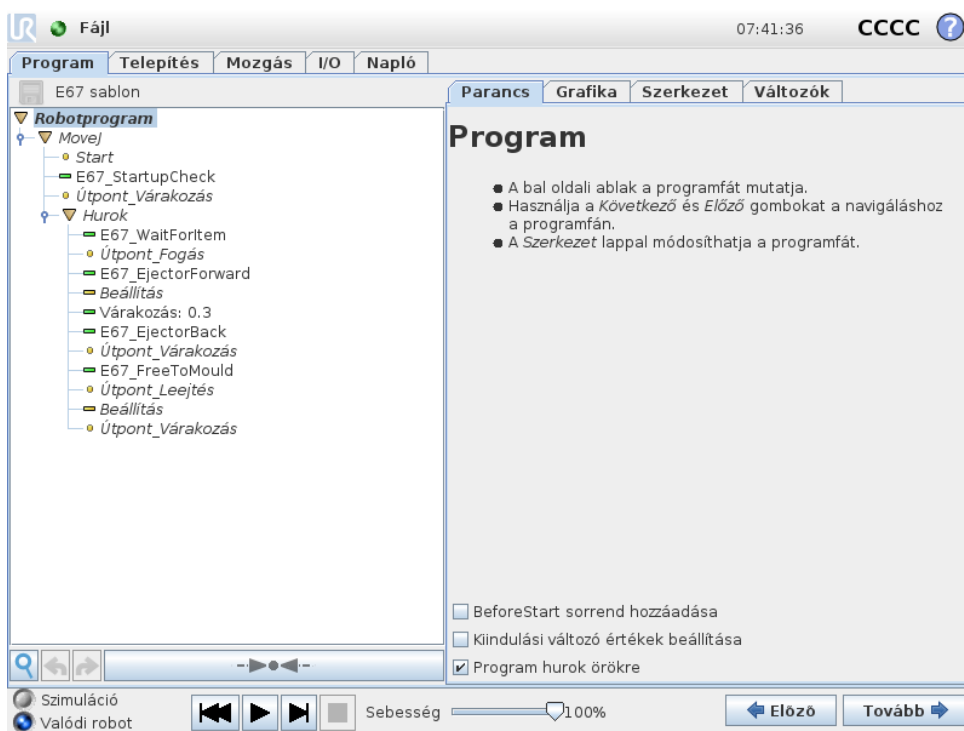 UR Fájl 07:41:36 CCCC ?
Program Telepítés Mozgás I/O Napló
E67 sablon
Robotprogram
MoveJ
Start
E67_StartupCheck
Útpont_Várakozás
Hurok
E67_WaitForItem
Útpont_Fogás
E67_EjectorForward
Beállítás
Várakozás: 0.3
E67_EjectorBack
Útpont_Várakozás
E67_FreeToMould
Útpont_Leejtés
Beállítás
Útpont_Várakozás
Parancs Grafika Szerkezet Változók
Program
A bal oldali ablak a programfát mutatja.
Használja a Következő és Előző gombokat a navigáláshoz
a programfán.
A Szerkezet lappal módosíthatja a programfát.
BeforeStart sorrend hozzáadása
Kiindulási változó értékek beállítása
Program hurok örökre
Szimuláció
Valódi robot
Sebesség 100%
Előző Tovább